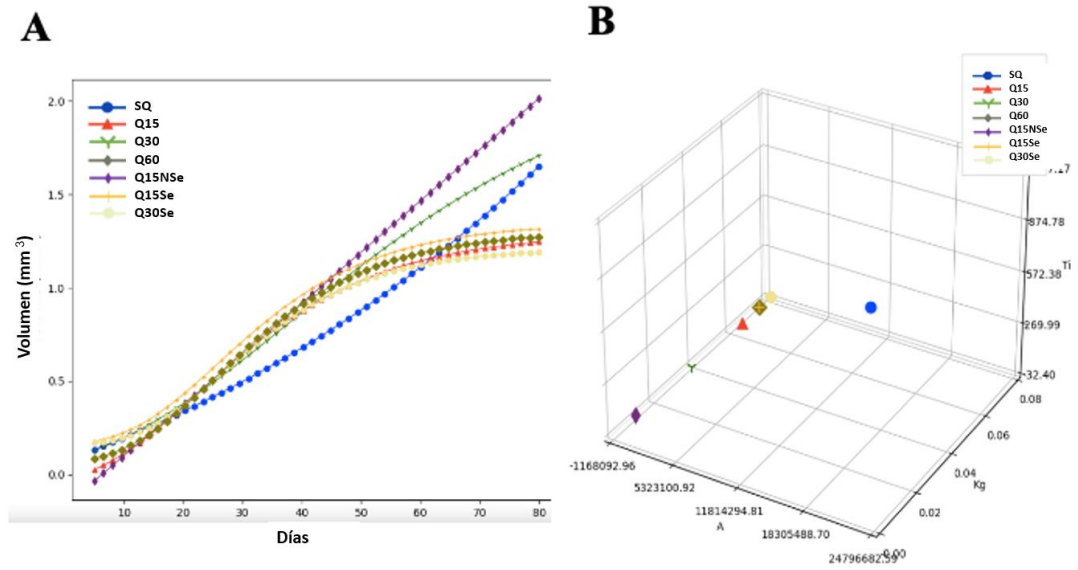 A
2.0
1.5
1.0
0.5
0.0
Volumen (mm 3)
10 20 30 40 50 60 70 80
Días
SQ
Q15
Q30
Q60
Q15NSe
Q15Se
Q30Se
B
SQ
Q15
Q30
Q60
Q15NSe
Q15Se
Q30Se
874.78
Ti
572.38
269.99
32.40
0.08
0.06
0.04
Kg
0.02
0.00
-1168092.96
5323100.92
11814294.81
A
18305488.70
24796682.59